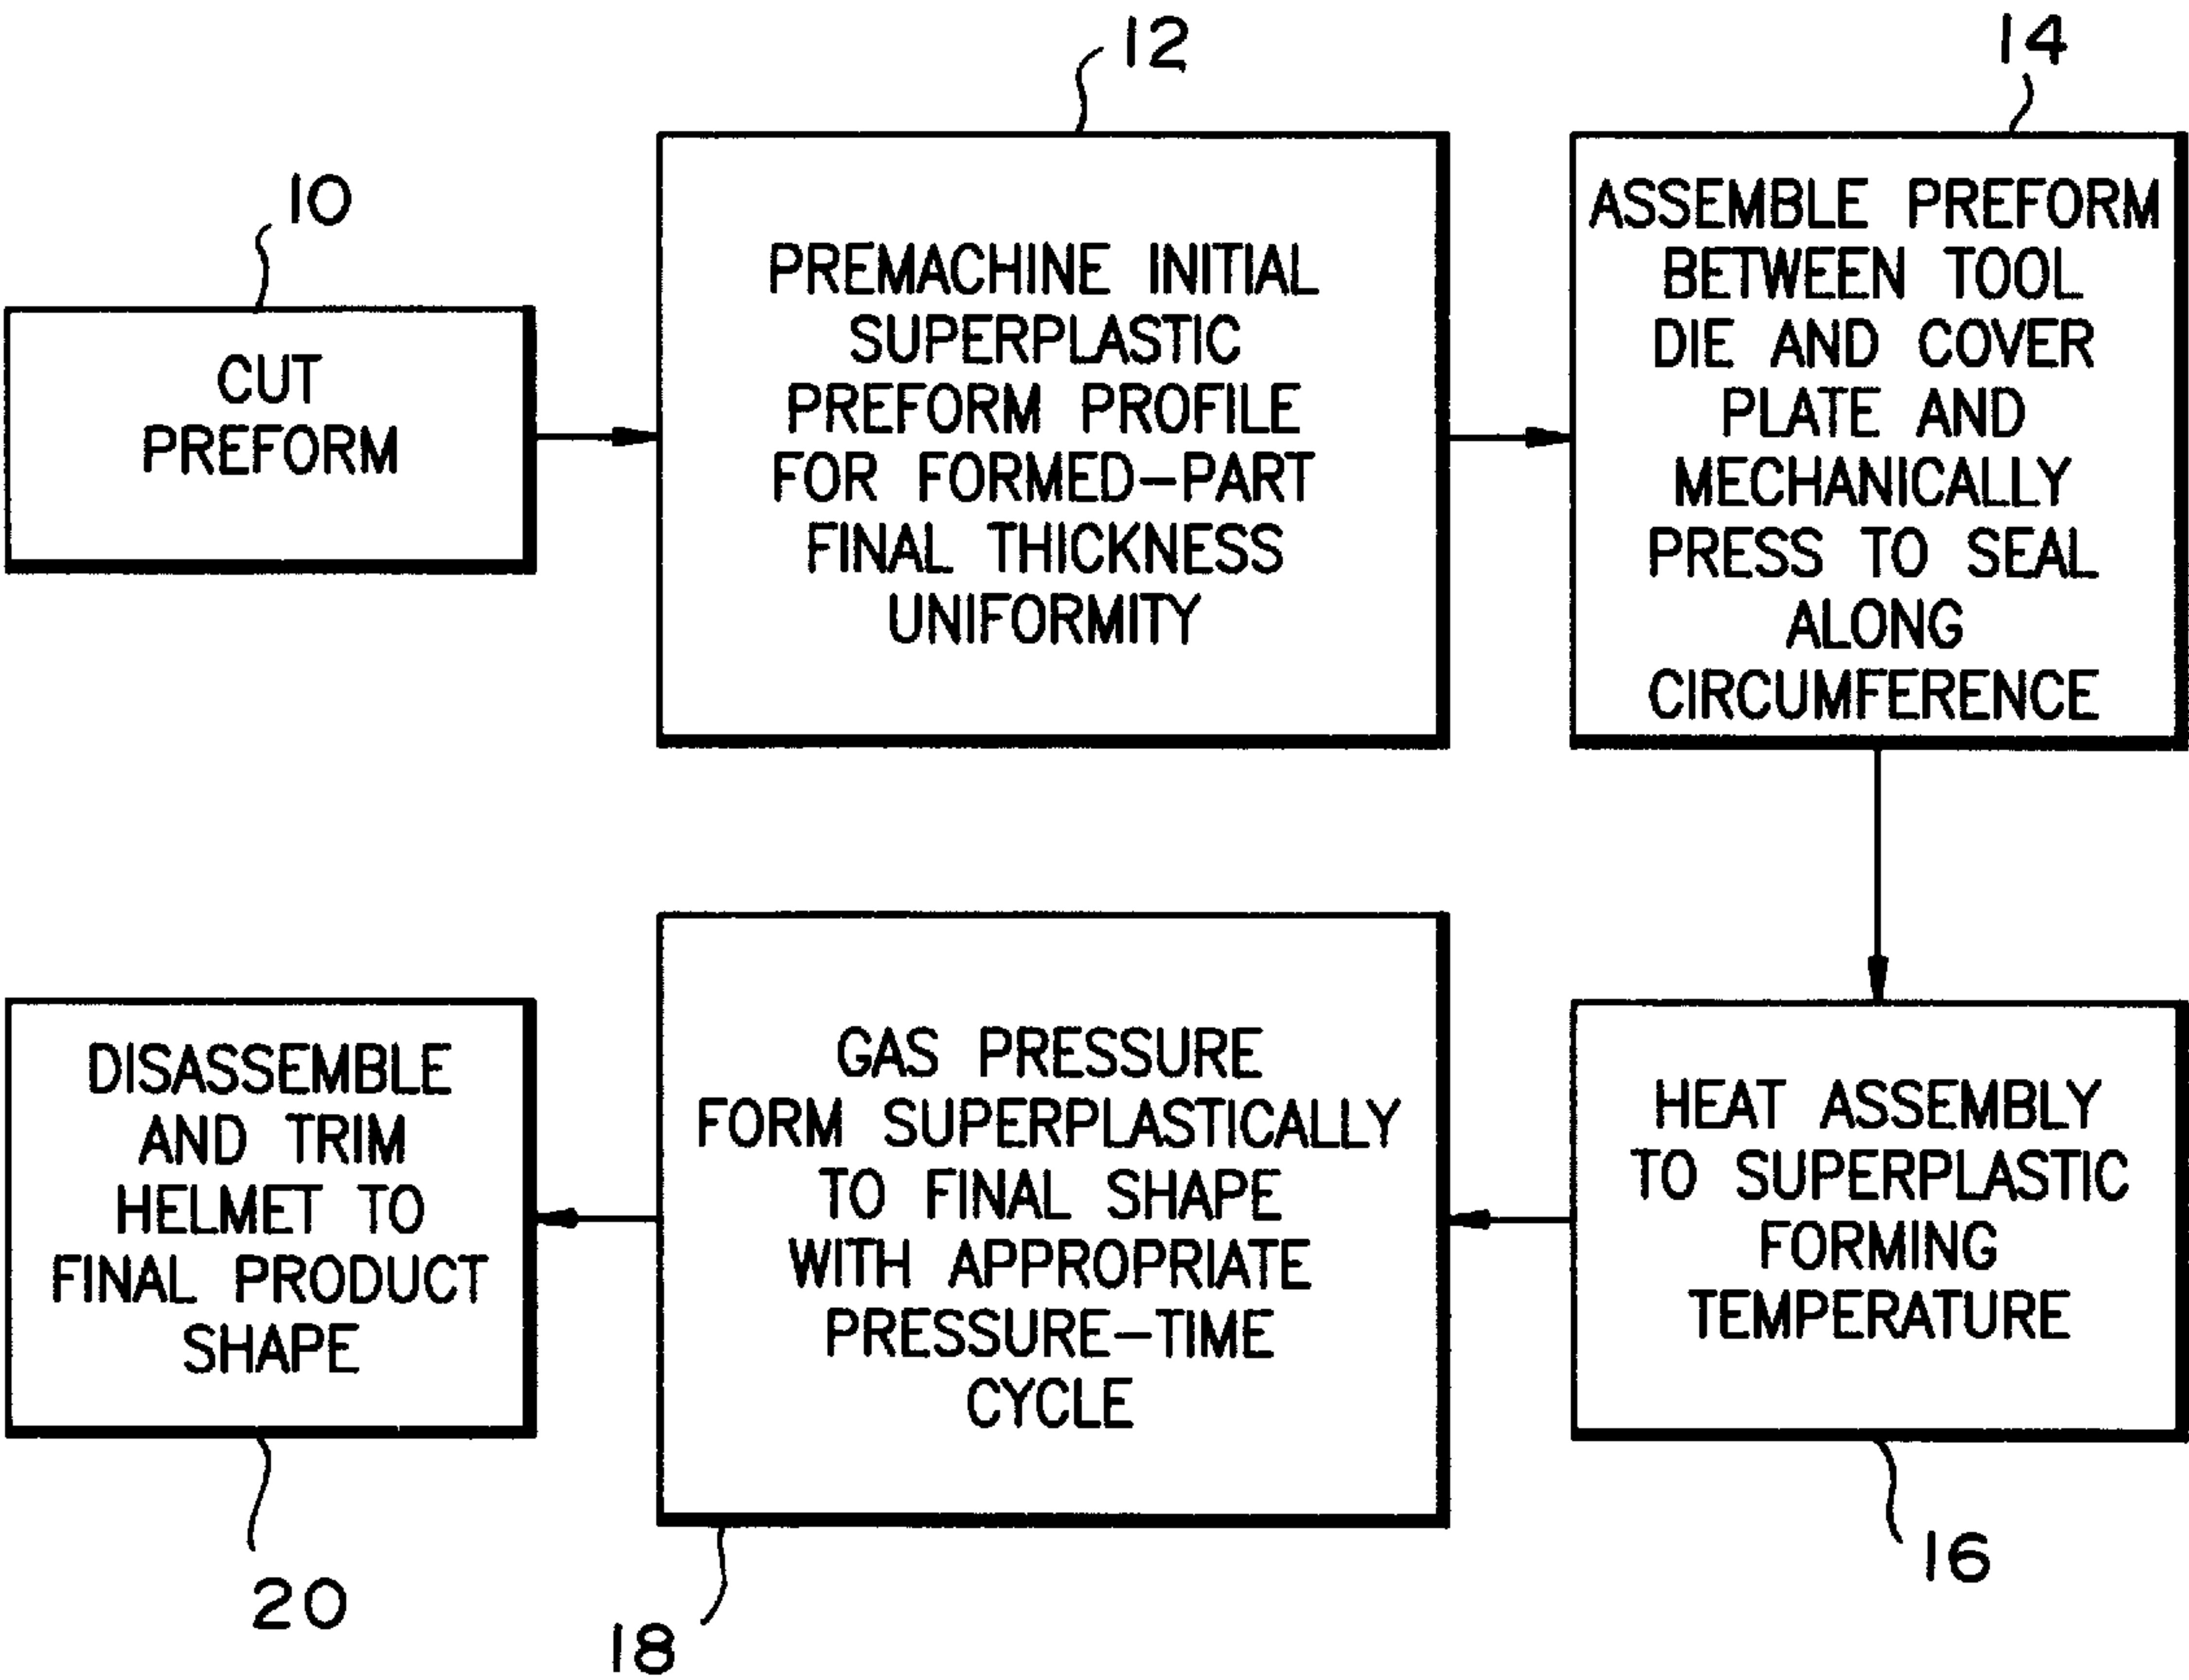 10
CUT
PREFORM
12
PREMACHINE INITIAL
SUPERPLASTIC
PREFORM PROFILE
FOR FORMED-PART
FINAL THICKNESS
UNIFORMITY
14
ASSEMBLE PREFORM
BETWEEN TOOL
DIE AND COVER
PLATE AND
MECHANICALLY
PRESS TO SEAL
ALONG
CIRCUMFERENCE
HEAT ASSEMBLY
TO SUPERPLASTIC
FORMING
TEMPERATURE
16
GAS PRESSURE
FORM SUPERPLASTICALLY
TO FINAL SHAPE
WITH APPROPRIATE
PRESSURE-TIME
CYCLE
18
DISASSEMBLE
AND TRIM
HELMET TO
FINAL PRODUCT
SHAPE
20